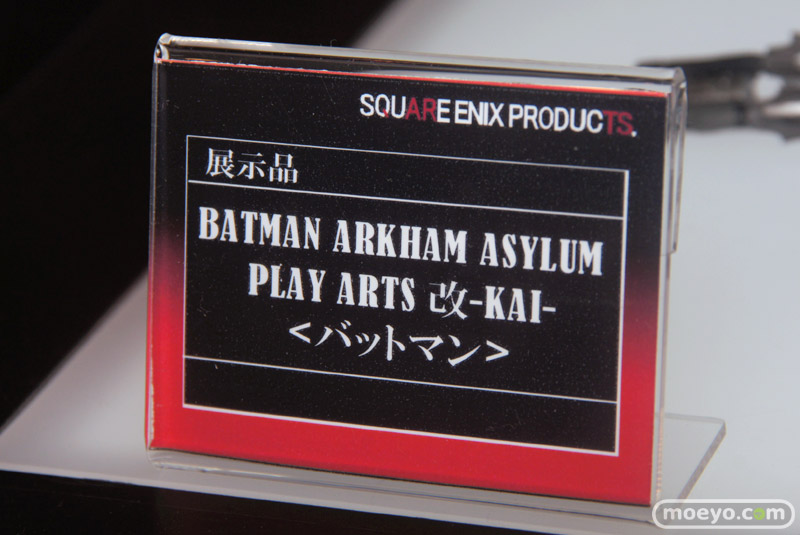 SQUARE ENIX PRODUCTS.
展示品
BATMAN ARKHAM ASYLUM
PLAY ARTS 改-KAI-
<バットマン>
moeyo.com